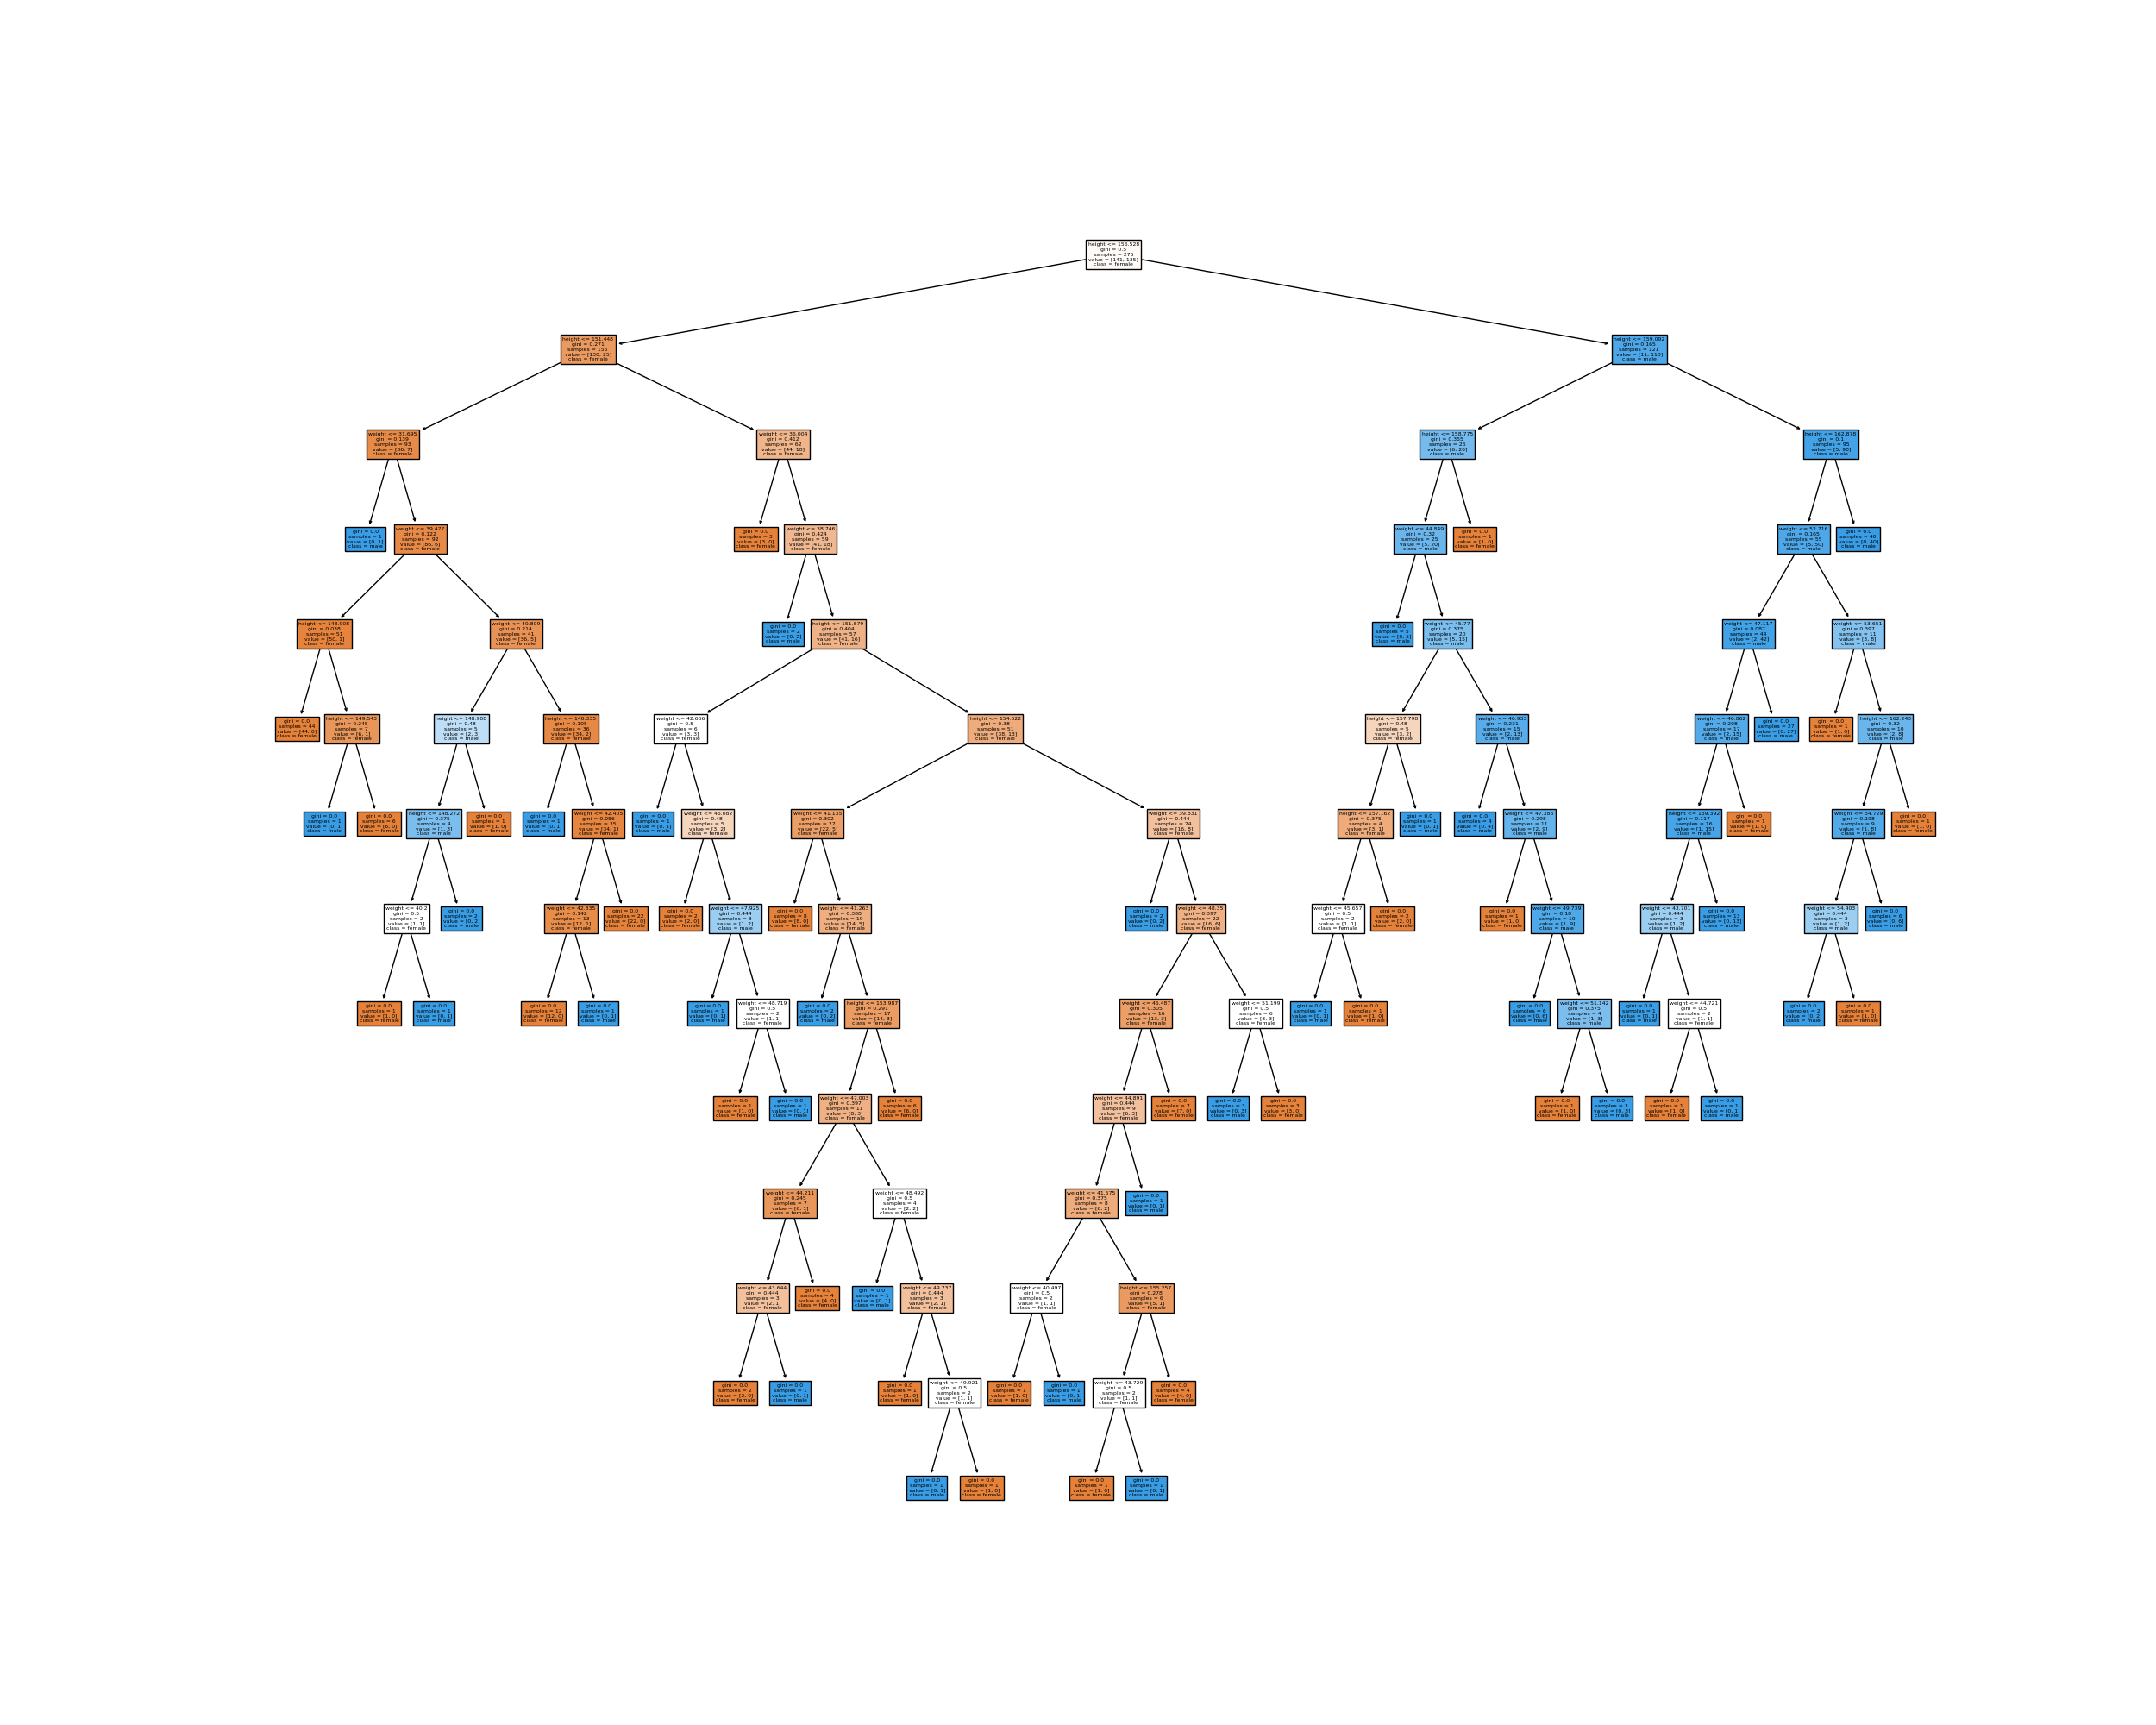 height <= 156.528
gini = 0.5
samples = 276
value = [141, 135]
class = female
height <= 151.448
gini = 0.271
samples = 155
value = [130, 25]
class = female
height <= 159.092
gini = 0.165
samples = 121
value = [11, 110]
class = male
weight <= 31.695
gini = 0.139
samples = 93
value = [86, 7]
class = female
weight <= 36.004
gini = 0.412
samples = 62
value = [44, 18]
class = female
height <= 158.775
gini = 0.355
samples = 26
value = [6, 20]
class = male
height <= 162.878
gini = 0.1
samples = 95
value = [5, 90]
class = male
gini = 0.0
samples = 1
value = [0, 1]
class = male
weight <= 39.477
gini = 0.122
samples = 92
value = [86, 6]
class = female
gini = 0.0
samples = 3
value = [3, 0]
class = female
weight <= 38.746
gini = 0.424
samples = 59
value = [41, 18]
class = female
weight <= 44.849
gini = 0.32
samples = 25
value = [5, 20]
class = male
gini = 0.0
samples = 1
value = [1, 0]
class = female
weight <= 52.716
gini = 0.165
samples = 55
value = [5, 50]
class = male
gini = 0.0
samples = 40
value = [0, 40]
class = male
height <= 148.908
gini = 0.038
samples = 51
value = [50, 1]
class = female
weight <= 40.809
gini = 0.214
samples = 41
value = [36, 5]
class = female
gini = 0.0
samples = 2
value = [0, 2]
class = male
height <= 151.879
gini = 0.404
samples = 57
value = [41, 16]
class = female
gini = 0.0
samples = 5
value = [0, 5]
class = male
weight <= 45.77
gini = 0.375
samples = 20
value = [5, 15]
class = male
weight <= 47.117
gini = 0.087
samples = 44
value = [2, 42]
class = male
weight <= 53.651
gini = 0.397
samples = 11
value = [3, 8]
class = male
gini = 0.0
samples = 44
value = [44, 0]
class = female
height <= 149.543
gini = 0.245
samples = 7
value = [6, 1]
class = female
height <= 148.908
gini = 0.48
samples = 5
value = [2, 3]
class = male
height <= 140.335
gini = 0.105
samples = 36
value = [34, 2]
class = female
weight <= 42.666
gini = 0.5
samples = 6
value = [3, 3]
class = female
height <= 154.622
gini = 0.38
samples = 51
value = [38, 13]
class = female
height <= 157.798
gini = 0.48
samples = 5
value = [3, 2]
class = female
weight <= 46.933
gini = 0.231
samples = 15
value = [2, 13]
class = male
weight <= 46.862
gini = 0.208
samples = 17
value = [2, 15]
class = male
gini = 0.0
samples = 27
value = [0, 27]
class = male
gini = 0.0
samples = 1
value = [1, 0]
class = female
height <= 162.243
gini = 0.32
samples = 10
value = [2, 8]
class = male
gini = 0.0
samples = 1
value = [0, 1]
class = male
gini = 0.0
samples = 6
value = [6, 0]
class = female
height <= 148.272
gini = 0.375
samples = 4
value = [1, 3]
class = male
gini = 0.0
samples = 1
value = [1, 0]
class = female
gini = 0.0
samples = 1
value = [0, 1]
class = male
weight <= 42.465
gini = 0.056
samples = 35
value = [34, 1]
class = female
gini = 0.0
samples = 1
value = [0, 1]
class = male
weight <= 46.082
gini = 0.48
samples = 5
value = [3, 2]
class = female
weight <= 41.135
gini = 0.302
samples = 27
value = [22, 5]
class = female
weight <= 39.831
gini = 0.444
samples = 24
value = [16, 8]
class = female
height <= 157.162
gini = 0.375
samples = 4
value = [3, 1]
class = female
gini = 0.0
samples = 1
value = [0, 1]
class = male
gini = 0.0
samples = 4
value = [0, 4]
class = male
weight <= 47.386
gini = 0.298
samples = 11
value = [2, 9]
class = male
height <= 159.392
gini = 0.117
samples = 16
value = [1, 15]
class = male
gini = 0.0
samples = 1
value = [1, 0]
class = female
weight <= 54.729
gini = 0.198
samples = 9
value = [1, 8]
class = male
gini = 0.0
samples = 1
value = [1, 0]
class = female
weight <= 40.2
gini = 0.5
samples = 2
value = [1, 1]
class = female
gini = 0.0
samples = 2
value = [0, 2]
class = male
weight <= 42.335
gini = 0.142
samples = 13
value = [12, 1]
class = female
gini = 0.0
samples = 22
value = [22, 0]
class = female
gini = 0.0
samples = 2
value = [2, 0]
class = female
weight <= 47.925
gini = 0.444
samples = 3
value = [1, 2]
class = male
gini = 0.0
samples = 8
value = [8, 0]
class = female
weight <= 41.263
gini = 0.388
samples = 19
value = [14, 5]
class = female
gini = 0.0
samples = 2
value = [0, 2]
class = male
weight <= 48.35
gini = 0.397
samples = 22
value = [16, 6]
class = female
weight <= 45.657
gini = 0.5
samples = 2
value = [1, 1]
class = female
gini = 0.0
samples = 2
value = [2, 0]
class = female
gini = 0.0
samples = 1
value = [1, 0]
class = female
weight <= 49.739
gini = 0.18
samples = 10
value = [1, 9]
class = male
weight <= 43.701
gini = 0.444
samples = 3
value = [1, 2]
class = male
gini = 0.0
samples = 13
value = [0, 13]
class = male
weight <= 54.403
gini = 0.444
samples = 3
value = [1, 2]
class = male
gini = 0.0
samples = 6
value = [0, 6]
class = male
gini = 0.0
samples = 1
value = [1, 0]
class = female
gini = 0.0
samples = 1
value = [0, 1]
class = male
gini = 0.0
samples = 12
value = [12, 0]
class = female
gini = 0.0
samples = 1
value = [0, 1]
class = male
gini = 0.0
samples = 1
value = [0, 1]
class = male
weight <= 48.719
gini = 0.5
samples = 2
value = [1, 1]
class = female
gini = 0.0
samples = 2
value = [0, 2]
class = male
height <= 153.987
gini = 0.291
samples = 17
value = [14, 3]
class = female
weight <= 45.487
gini = 0.305
samples = 16
value = [13, 3]
class = female
weight <= 51.199
gini = 0.5
samples = 6
value = [3, 3]
class = female
gini = 0.0
samples = 1
value = [0, 1]
class = male
gini = 0.0
samples = 1
value = [1, 0]
class = female
gini = 0.0
samples = 6
value = [0, 6]
class = male
weight <= 51.142
gini = 0.375
samples = 4
value = [1, 3]
class = male
gini = 0.0
samples = 1
value = [0, 1]
class = male
weight <= 44.721
gini = 0.5
samples = 2
value = [1, 1]
class = female
gini = 0.0
samples = 2
value = [0, 2]
class = male
gini = 0.0
samples = 1
value = [1, 0]
class = female
gini = 0.0
samples = 1
value = [1, 0]
class = female
gini = 0.0
samples = 1
value = [0, 1]
class = male
weight <= 47.003
gini = 0.397
samples = 11
value = [8, 3]
class = female
gini = 0.0
samples = 6
value = [6, 0]
class = female
weight <= 44.891
gini = 0.444
samples = 9
value = [6, 3]
class = female
gini = 0.0
samples = 7
value = [7, 0]
class = female
gini = 0.0
samples = 3
value = [0, 3]
class = male
gini = 0.0
samples = 3
value = [3, 0]
class = female
gini = 0.0
samples = 1
value = [1, 0]
class = female
gini = 0.0
samples = 3
value = [0, 3]
class = male
gini = 0.0
samples = 1
value = [1, 0]
class = female
gini = 0.0
samples = 1
value = [0, 1]
class = male
weight <= 44.211
gini = 0.245
samples = 7
value = [6, 1]
class = female
weight <= 48.492
gini = 0.5
samples = 4
value = [2, 2]
class = female
weight <= 41.575
gini = 0.375
samples = 8
value = [6, 2]
class = female
gini = 0.0
samples = 1
value = [0, 1]
class = male
weight <= 43.644
gini = 0.444
samples = 3
value = [2, 1]
class = female
gini = 0.0
samples = 4
value = [4, 0]
class = female
gini = 0.0
samples = 1
value = [0, 1]
class = male
weight <= 49.737
gini = 0.444
samples = 3
value = [2, 1]
class = female
weight <= 40.497
gini = 0.5
samples = 2
value = [1, 1]
class = female
height <= 155.257
gini = 0.278
samples = 6
value = [5, 1]
class = female
gini = 0.0
samples = 2
value = [2, 0]
class = female
gini = 0.0
samples = 1
value = [0, 1]
class = male
gini = 0.0
samples = 1
value = [1, 0]
class = female
weight <= 49.921
gini = 0.5
samples = 2
value = [1, 1]
class = female
gini = 0.0
samples = 1
value = [1, 0]
class = female
gini = 0.0
samples = 1
value = [0, 1]
class = male
weight <= 43.729
gini = 0.5
samples = 2
value = [1, 1]
class = female
gini = 0.0
samples = 4
value = [4, 0]
class = female
gini = 0.0
samples = 1
value = [0, 1]
class = male
gini = 0.0
samples = 1
value = [1, 0]
class = female
gini = 0.0
samples = 1
value = [1, 0]
class = female
gini = 0.0
samples = 1
value = [0, 1]
class = male